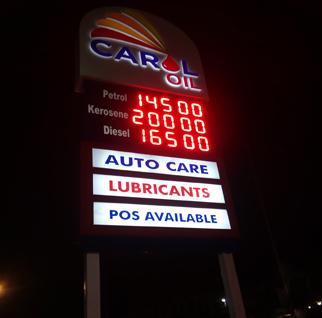 CAROL
OIL
Petrol 14500
Kerosene 20000
Diesel 16500
AUTO CARE
LUBRICANTS
POS AVAILABLE